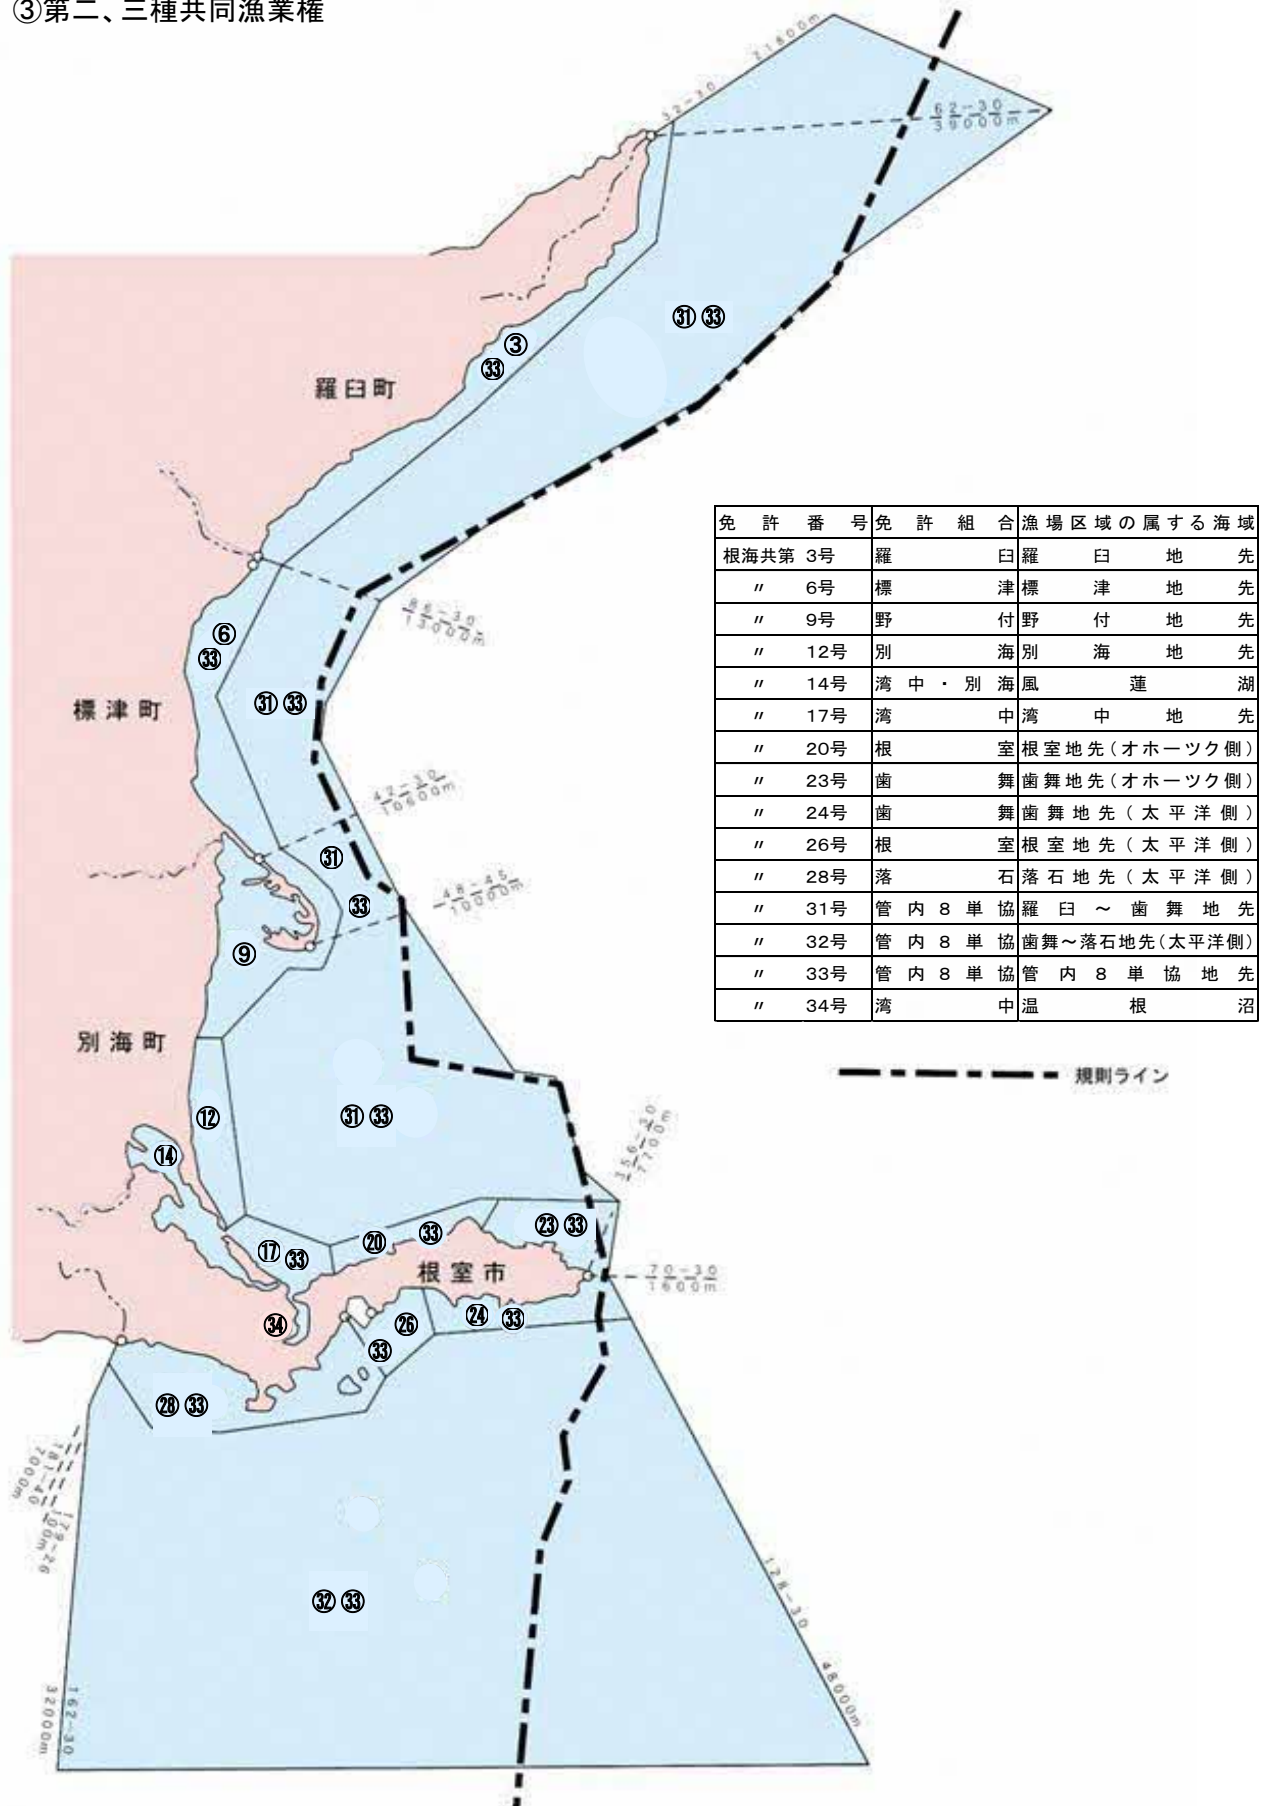 ③第二、三種共同漁業権
52-30 21800m
62-30
39000m
㉛㉝
③
㉝
羅臼町
免許番号 免許組合 漁場区域の属する海域
根海共第 3号 羅臼 羅臼地先
〃 6号 標津 標津地先
〃 9号 野付 野付地先
〃 12号 別海 別海地先
〃 14号 湾中・別海 風蓮湖
〃 17号 湾中 湾中地先
〃 20号 根室 根室地先(オホーツク側)
〃 23号 歯舞 歯舞地先(オホーツク側)
〃 24号 歯舞 歯舞地先(太平洋側)
〃 26号 根室 根室地先(太平洋側)
〃 28号 落石 落石地先(太平洋側)
〃 31号 管内8単協 羅臼~歯舞地先
〃 32号 管内8単協 歯舞~落石地先(太平洋側)
〃 33号 管内8単協 管内8単協地先
〃 34号 湾中 温根沼
86-30
13000m
⑥
㉝
㉛㉝
標津町
42-30
10600m
㉛
㉝
48-45
10000m
⑨
別海町
規則ライン
⑫
㉛㉝
356-30
7700m
⑭
⑰㉝
⑳
㉝
㉓㉝
根室市
70-30
1600m
㉞
㉖
㉝
㉔㉝
㉘㉝
181-40
7000m
179-26
100m
㉜㉝
128-30 48000m
162-30
32000m